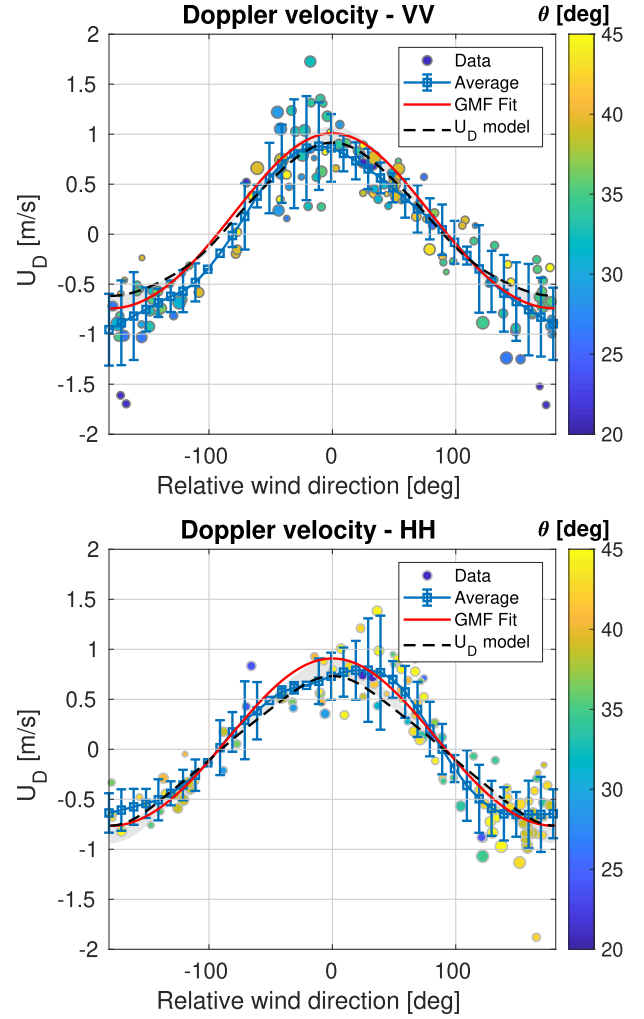 Doppler velocity - VV
θ [deg]
2
1.5
1
0.5
0
-0.5
-1
-1.5
-2
U_D [m/s]
Data
Average
GMF Fit
U_D model
45
40
35
30
25
20
-100
0
100
Relative wind direction [deg]
Doppler velocity - HH
θ [deg]
2
1.5
1
0.5
0
-0.5
-1
-1.5
-2
U_D [m/s]
Data
Average
GMF Fit
U_D model
45
40
35
30
25
20
-100
0
100
Relative wind direction [deg]